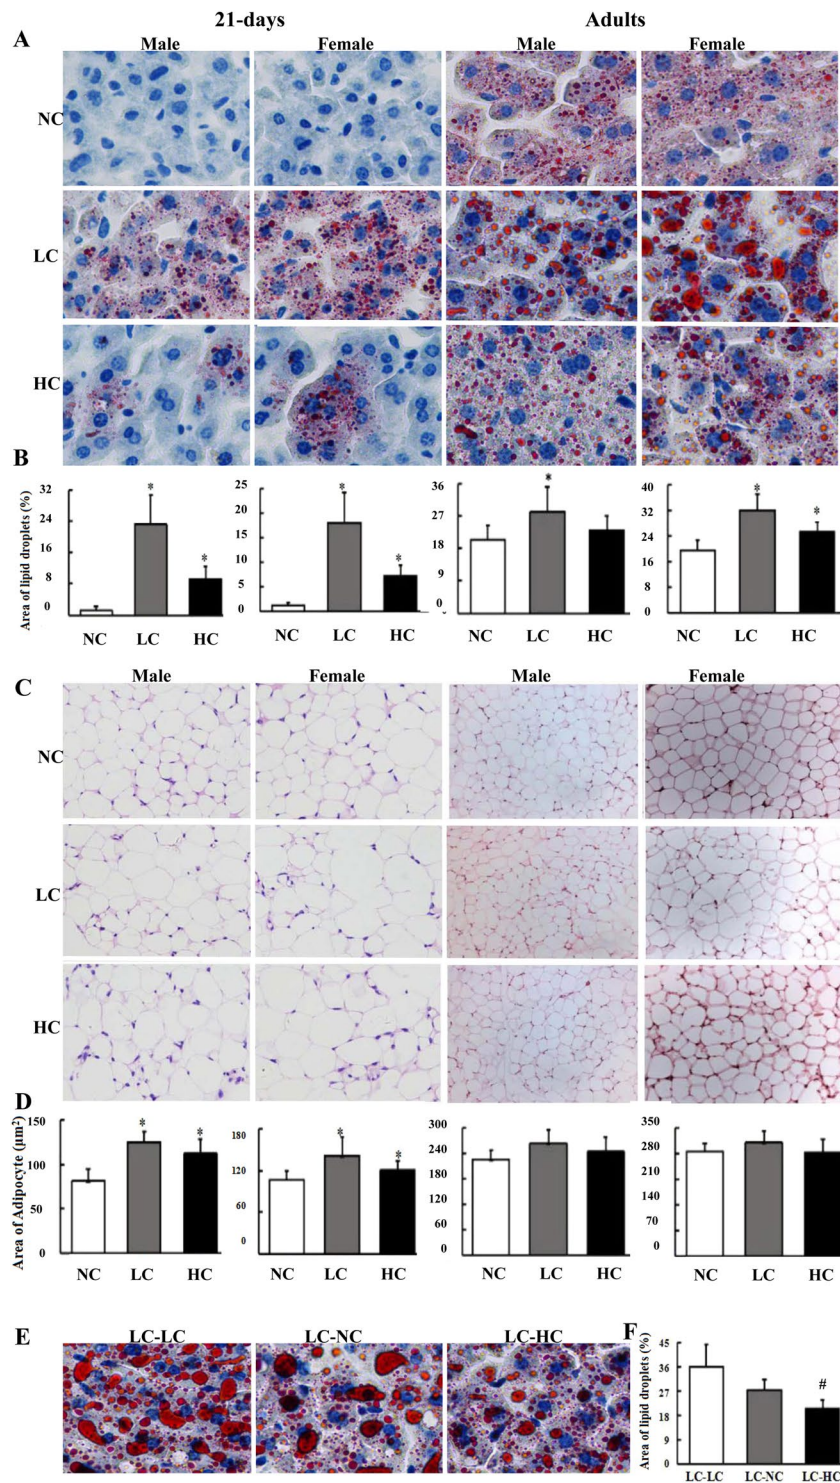 21-days Adults
A
Male Female Male Female
NC
LC
HC
B
Area of lipid droplets (%)
32
24
16
8
0
NC LC HC
25
20
15
10
5
0
NC LC HC
36
27
18
9
0
NC LC HC
40
32
24
16
8
0
NC LC HC
* * * * * * *
C
Male Female Male Female
NC
LC
HC
D
Area of Adipocyte (µm²)
150
100
50
0
NC LC HC
180
120
60
0
NC LC HC
300
240
180
120
60
0
NC LC HC
350
280
210
140
70
0
NC LC HC
* * * *
E
LC-LC LC-NC LC-HC
F
Area of lipid droplets (%)
45
36
27
18
9
0
#
LC-LC LC-NC LC-HC